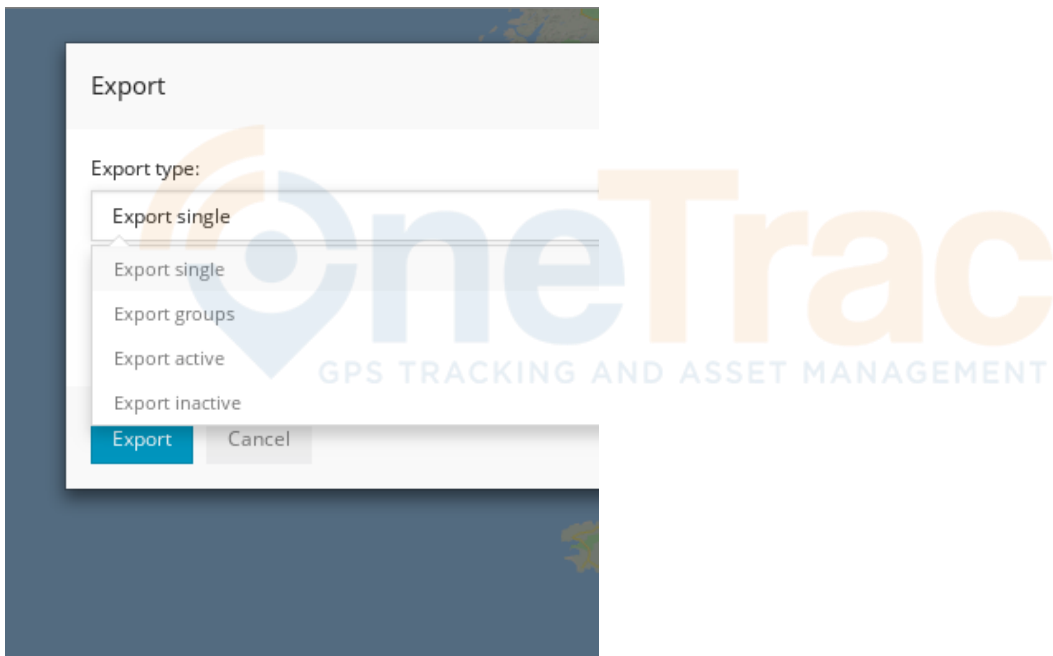 Export
Export type:
Export single
Export single
Export groups
Export active
Export inactive
Export Cancel
OneTrac
GPS TRACKING AND ASSET MANAGEMENT